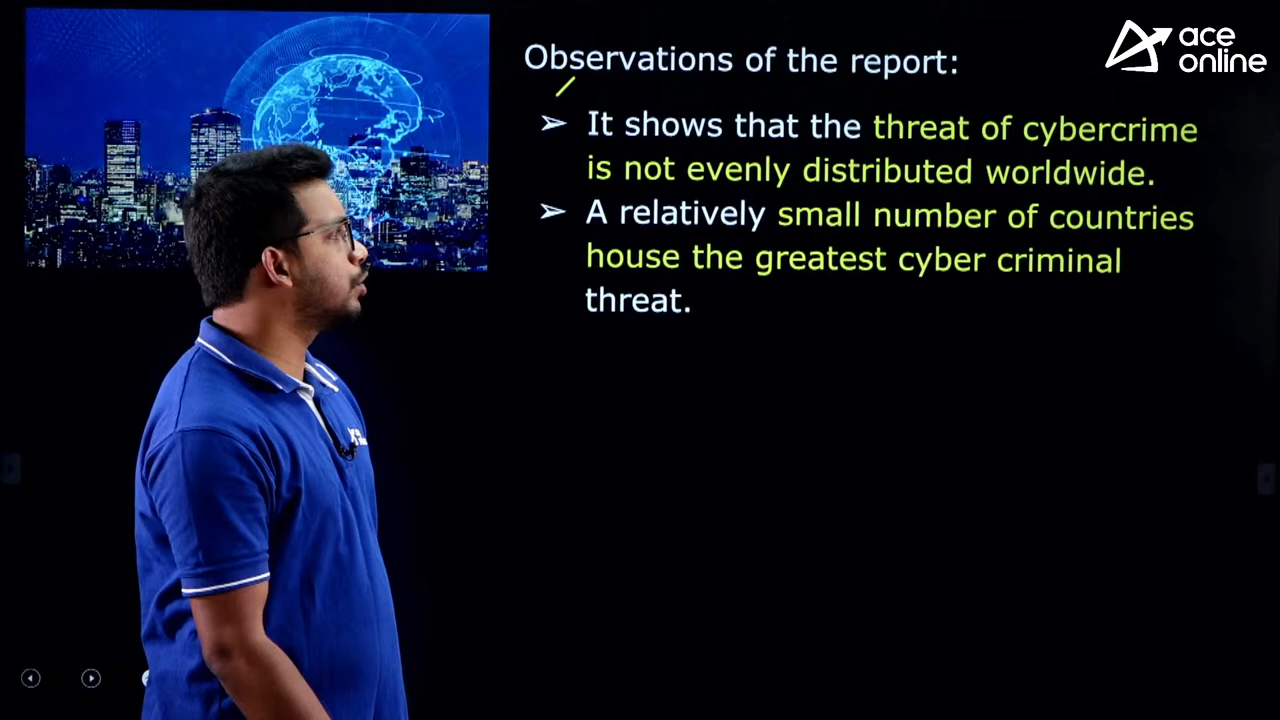 ace
online
Observations of the report:
➢ It shows that the threat of cybercrime
is not evenly distributed worldwide.
➢ A relatively small number of countries
house the greatest cyber criminal
threat.